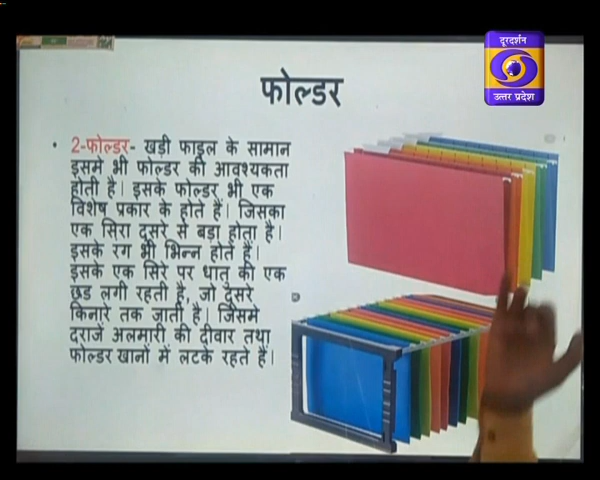 दूरदर्शन
उत्तर प्रदेश
फोल्डर
• 2-फोल्डर- खड़ी फाइल के सामान
इसमे भी फोल्डर की आवश्यकता
होती है। इसके फोल्डर भी एक
विशेष प्रकार के होते हैं। जिसका
एक सिरा दूसरे से बड़ा होता है।
इसके रंग भी भिन्न होते हैं।
इसके एक सिरे पर धातु की एक
छड लगी रहती है, जो दूसरे
किनारे तक जाती है। जिसमे
दराजें अलमारी की दीवार तथा
फोल्डर खानों में लटके रहते हैं।